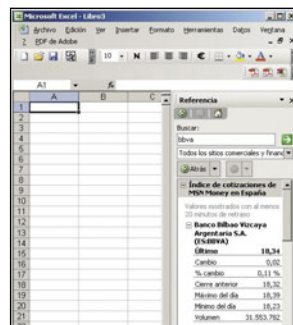 Microsoft Excel - Libro3
Archivo Edición Ver Insertar Formato Herramientas Datos Ventana
? PDF de Adobe
10 N
A1 fx
A B C
1
2
3
4
5
6
7
8
9
10
11
12
13
14
15
16
17
18
19
20
21
Referencia
Buscar:
bbva
Todos los sitios comerciales y finan
Atrás
Índice de cotizaciones de
MSN Money en España
Valores mostrados con al menos
20 minutos de retraso
Banco Bilbao Vizcaya
Argentaria S.A.
(ES:BBVA)
Último 18,34
Cambio 0,02
% cambio 0,11 %
Cierre anterior 18,32
Máximo del día 18,39
Mínimo del día 18,23
Volumen 31.553.782